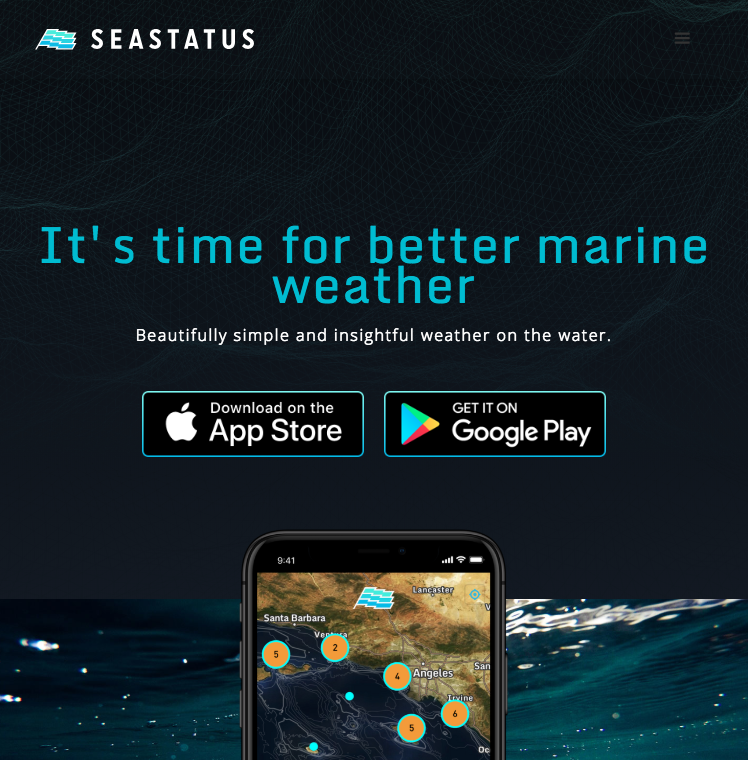 SEASTATUS
It's time for better marine
weather
Beautifully simple and insightful weather on the water.
Download on the
App Store
GET IT ON
Google Play
9:41
Lancaster
Santa Barbara
Ventura
5
2
4
Angeles
San
Irvine
6
5
Oc